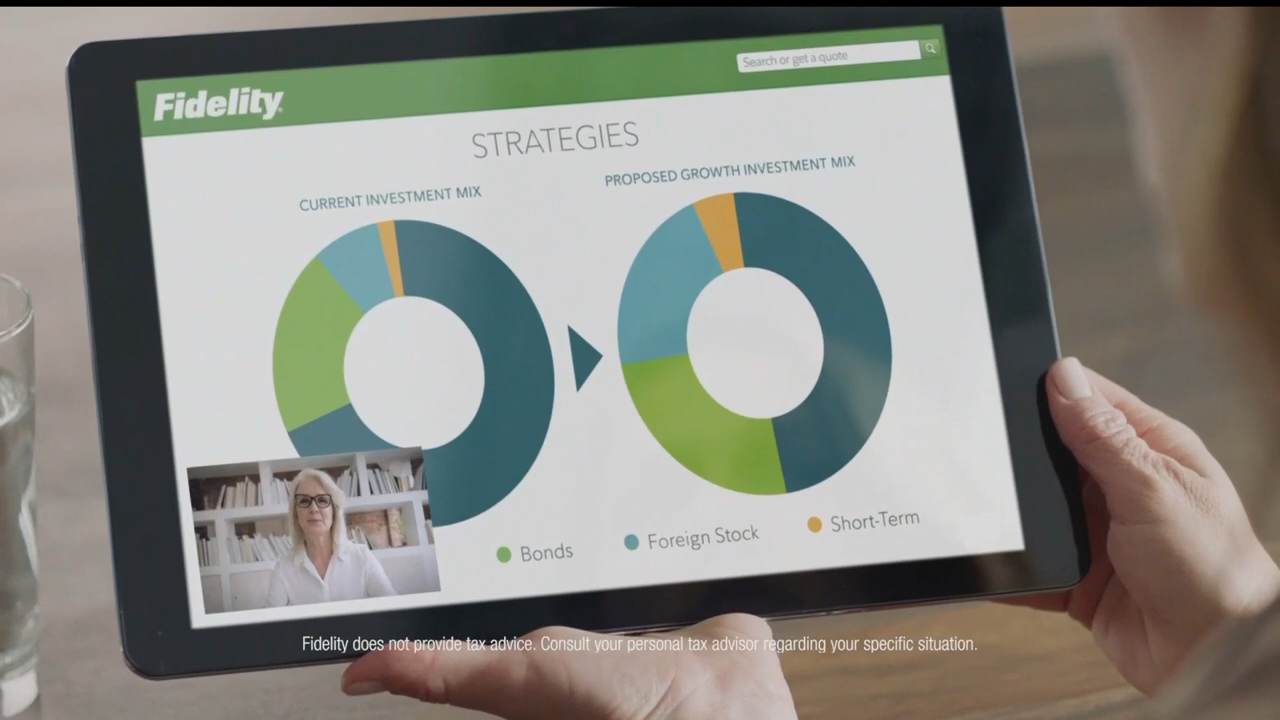 Fidelity
Search or get a quote
STRATEGIES
CURRENT INVESTMENT MIX
PROPOSED GROWTH INVESTMENT MIX
Bonds
Foreign Stock
Short-Term
Fidelity does not provide tax advice. Consult your personal tax advisor regarding your specific situation.